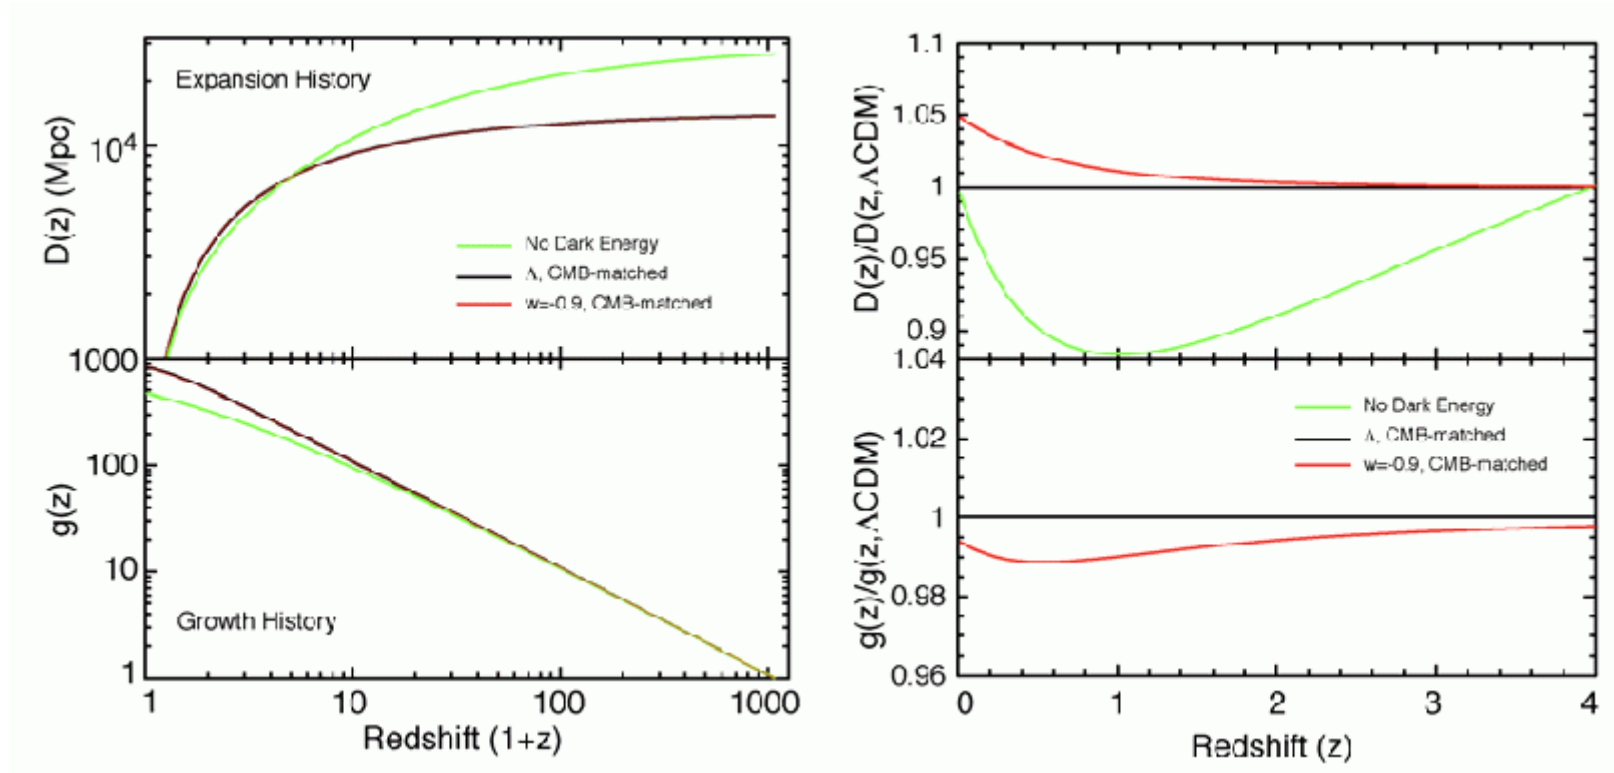 Expansion History
D(z) (Mpc)
10⁴
1000
No Dark Energy
Λ, CMB-matched
w=-0.9, CMB-matched
g(z)
1000
100
10
1
Growth History
1 10 100 1000
Redshift (1+z)
D(z)/D(z,ΛCDM)
1.1
1.05
1
0.95
0.9
g(z)/g(z,ΛCDM)
1.04
1.02
1
0.98
0.96
No Dark Energy
Λ, CMB-matched
w=-0.9, CMB-matched
0 1 2 3 4
Redshift (z)